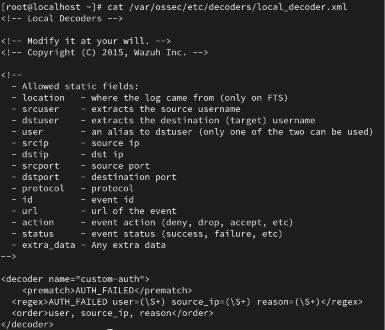 [root@localhost ~]# cat /var/ossec/etc/decoders/local_decoder.xml
<!-- Local Decoders -->

<!-- Modify it at your will. -->
<!-- Copyright (C) 2015, Wazuh Inc. -->

<!--
  - Allowed static fields:
  - location   - where the log came from (only on FTS)
  - srcuser    - extracts the source username
  - dstuser    - extracts the destination (target) username
  - user       - an alias to dstuser (only one of the two can be used)
  - srcip      - source ip
  - dstip      - dst ip
  - srcport    - source port
  - dstport    - destination port
  - protocol   - protocol
  - id         - event id
  - url        - url of the event
  - action     - event action (deny, drop, accept, etc)
  - status     - event status (success, failure, etc)
  - extra_data - Any extra data
-->

<decoder name="custom-auth">
    <prematch>AUTH_FAILED</prematch>
  <regex>AUTH_FAILED user=(\S+) source_ip=(\S+) reason=(\S+)</regex>
  <order>user, source_ip, reason</order>
</decoder>